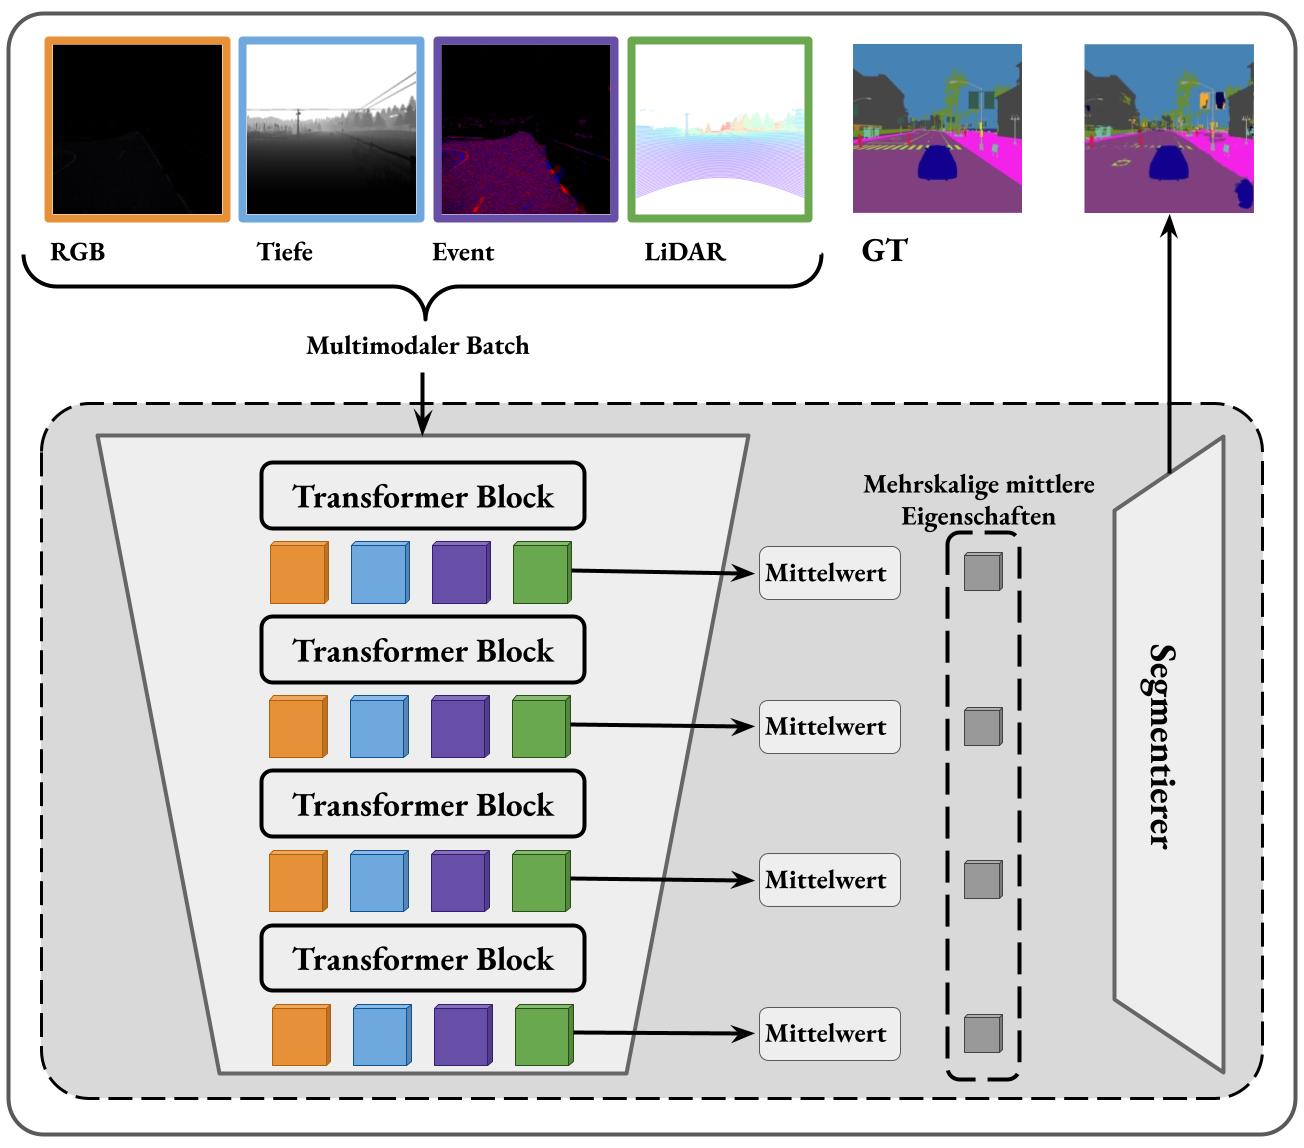 RGB
Tiefe
Event
LiDAR
GT
Multimodaler Batch
Transformer Block
Transformer Block
Transformer Block
Transformer Block
Mittelwert
Mittelwert
Mittelwert
Mittelwert
Mehrskalige mittlere
Eigenschaften
Segmentierer